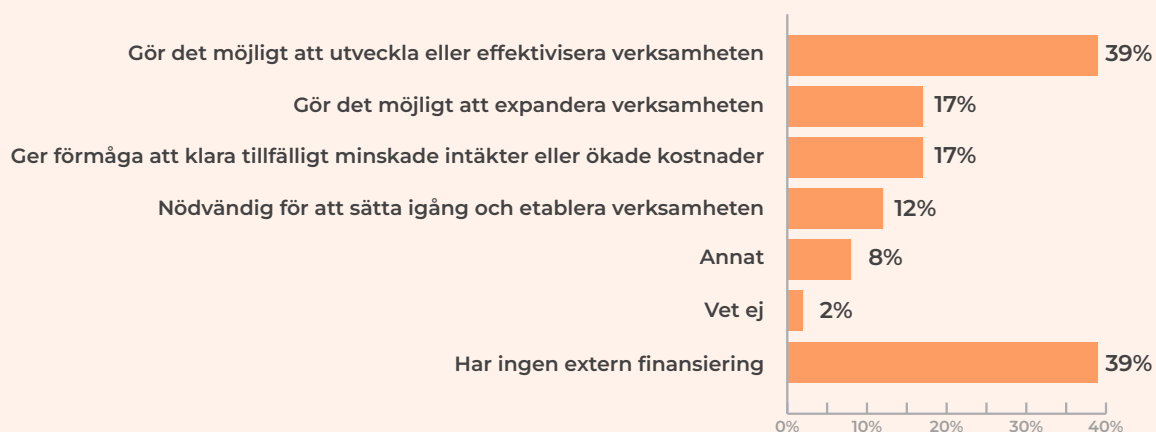 Gör det möjligt att utveckla eller effektivisera verksamheten 39%
Gör det möjligt att expandera verksamheten 17%
Ger förmåga att klara tillfälligt minskade intäkter eller ökade kostnader 17%
Nödvändig för att sätta igång och etablera verksamheten 12%
Annat 8%
Vet ej 2%
Har ingen extern finansiering 39%
0% 10% 20% 30% 40%